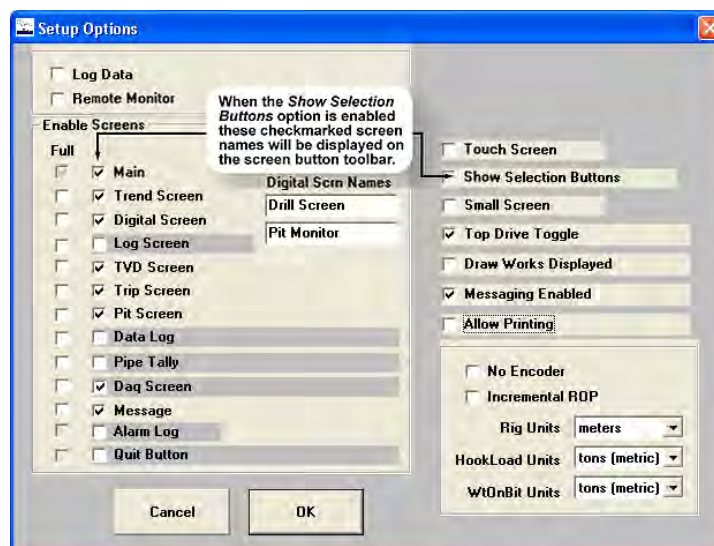 Setup Options
Log Data
Remote Monitor
When the Show Selection
Buttons option is enabled
these checkmarked screen
names will be displayed on
the screen button toolbar.
Enable Screens
Full
Main
Trend Screen
Digital Screen
Log Screen
TVD Screen
Trip Screen
Pit Screen
Data Log
Pipe Tally
Daq Screen
Message
Alarm Log
Quit Button
Digital Scrn Names
Drill Screen
Pit Monitor
Touch Screen
Show Selection Buttons
Small Screen
Top Drive Toggle
Draw Works Displayed
Messaging Enabled
Allow Printing
No Encoder
Incremental ROP
Rig Units meters
HookLoad Units tons (metric)
WtOnBit Units tons (metric)
Cancel OK